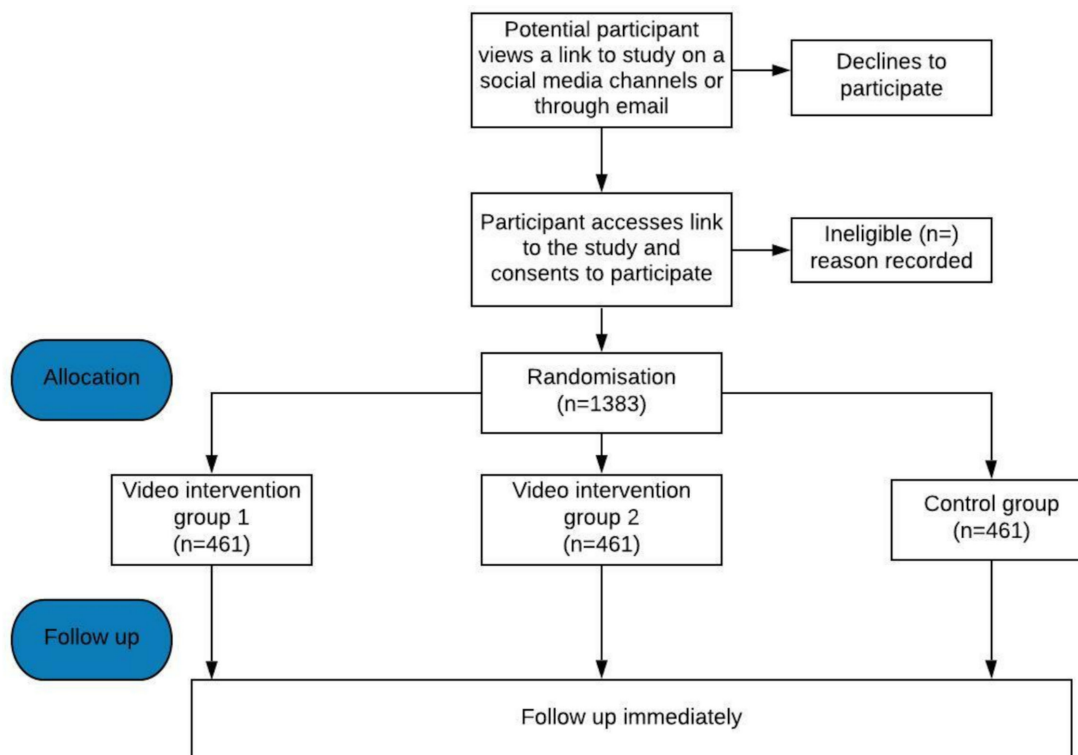 Potential participant
views a link to study on a
social media channels or
through email
Declines to
participate
Participant accesses link
to the study and
consents to participate
Ineligible (n=)
reason recorded
Allocation
Randomisation
(n=1383)
Video intervention
group 1
(n=461)
Video intervention
group 2
(n=461)
Control group
(n=461)
Follow up
Follow up immediately